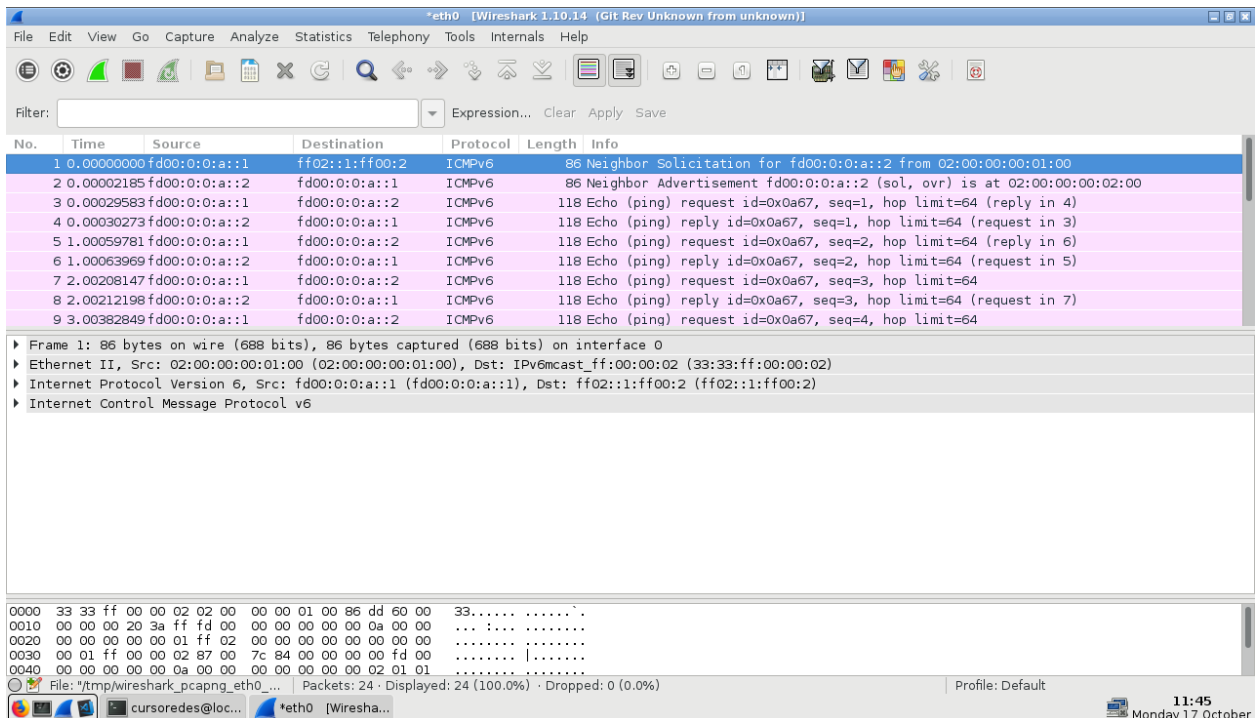 *eth0 [Wireshark 1.10.14 (Git Rev Unknown from unknown)]
File Edit View Go Capture Analyze Statistics Telephony Tools Internals Help
Filter: Expression... Clear Apply Save
No. Time Source Destination Protocol Length Info
1 0.00000000 fd00:0:0:a::1 ff02::1:ff00:2 ICMPv6 86 Neighbor Solicitation for fd00:0:0:a::2 from 02:00:00:00:01:00
2 0.00002185 fd00:0:0:a::2 fd00:0:0:a::1 ICMPv6 86 Neighbor Advertisement fd00:0:0:a::2 (sol, ovr) is at 02:00:00:00:02:00
3 0.00029583 fd00:0:0:a::1 fd00:0:0:a::2 ICMPv6 118 Echo (ping) request id=0x0a67, seq=1, hop limit=64 (reply in 4)
4 0.00030273 fd00:0:0:a::2 fd00:0:0:a::1 ICMPv6 118 Echo (ping) reply id=0x0a67, seq=1, hop limit=64 (request in 3)
5 1.00059781 fd00:0:0:a::1 fd00:0:0:a::2 ICMPv6 118 Echo (ping) request id=0x0a67, seq=2, hop limit=64 (reply in 6)
6 1.00063969 fd00:0:0:a::2 fd00:0:0:a::1 ICMPv6 118 Echo (ping) reply id=0x0a67, seq=2, hop limit=64 (request in 5)
7 2.00208147 fd00:0:0:a::1 fd00:0:0:a::2 ICMPv6 118 Echo (ping) request id=0x0a67, seq=3, hop limit=64
8 2.00212198 fd00:0:0:a::2 fd00:0:0:a::1 ICMPv6 118 Echo (ping) reply id=0x0a67, seq=3, hop limit=64 (request in 7)
9 3.00382849 fd00:0:0:a::1 fd00:0:0:a::2 ICMPv6 118 Echo (ping) request id=0x0a67, seq=4, hop limit=64
Frame 1: 86 bytes on wire (688 bits), 86 bytes captured (688 bits) on interface 0
Ethernet II, Src: 02:00:00:00:01:00 (02:00:00:00:01:00), Dst: IPv6mcast_ff:00:00:02 (33:33:ff:00:00:02)
Internet Protocol Version 6, Src: fd00:0:0:a::1 (fd00:0:0:a::1), Dst: ff02::1:ff00:2 (ff02::1:ff00:2)
Internet Control Message Protocol v6
0000 33 33 ff 00 00 02 02 00 00 00 01 00 86 dd 60 00 33...... ......`.
0010 00 00 00 20 3a ff fd 00 00 00 00 00 00 0a 00 00 ... :... ........
0020 00 00 00 00 00 01 ff 02 00 00 00 00 00 00 00 00 ........ ........
0030 00 01 ff 00 00 02 87 00 7c 84 00 00 00 00 fd 00 ........ |.......
0040 00 00 00 00 00 0a 00 00 00 00 00 00 00 02 01 01 ........ ........
File: "/tmp/wireshark_pcapng_eth0_... Packets: 24 · Displayed: 24 (100.0%) · Dropped: 0 (0.0%) Profile: Default
cursoredes@loc... *eth0 [Wiresha... 11:45
Monday 17 October